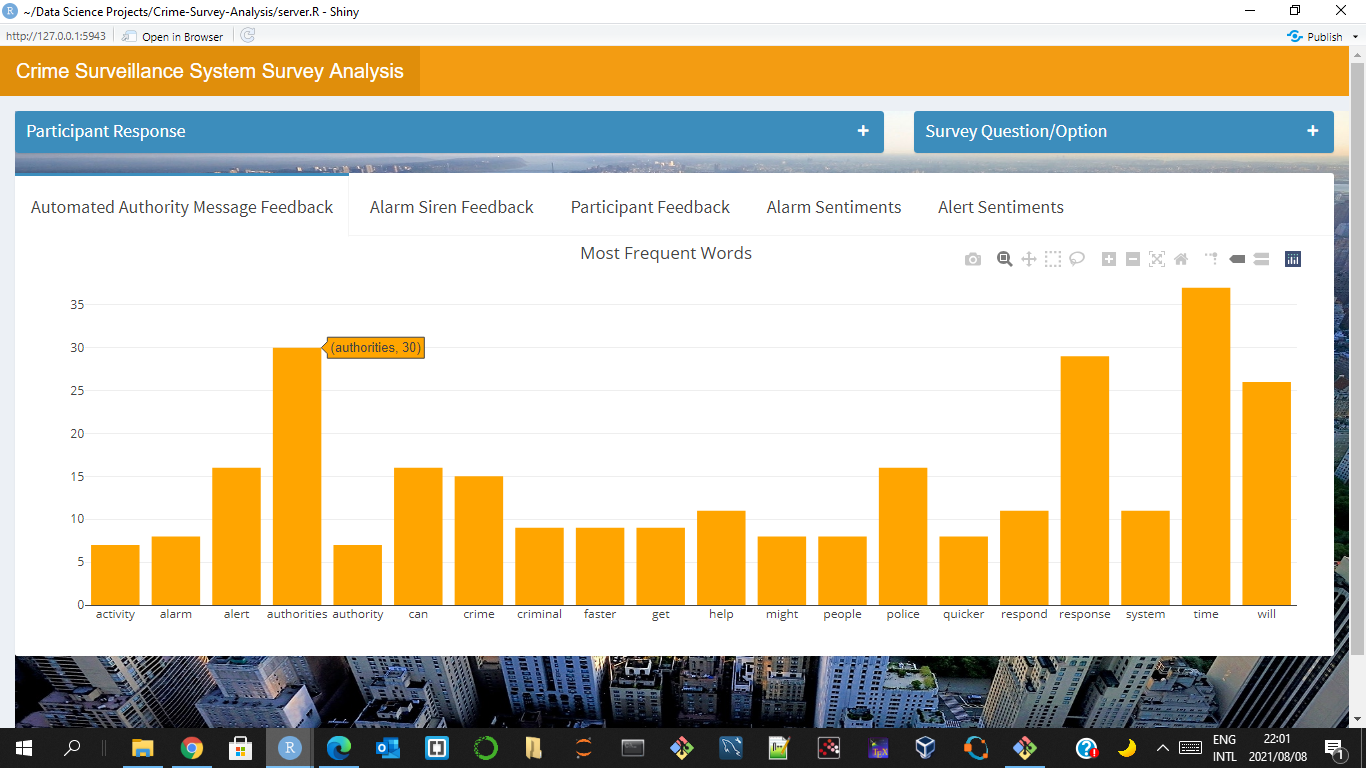 ~/Data Science Projects/Crime-Survey-Analysis/server.R - Shiny
http://127.0.0.1:5943 Open in Browser Publish
Crime Surveillance System Survey Analysis
Participant Response
Survey Question/Option
Automated Authority Message Feedback Alarm Siren Feedback Participant Feedback Alarm Sentiments Alert Sentiments
Most Frequent Words
35
30
25
20
15
10
5
0
(authorities, 30)
activity alarm alert authorities authority can crime criminal faster get help might people police quicker respond response system time will
ENG 22:01
INTL 2021/08/08